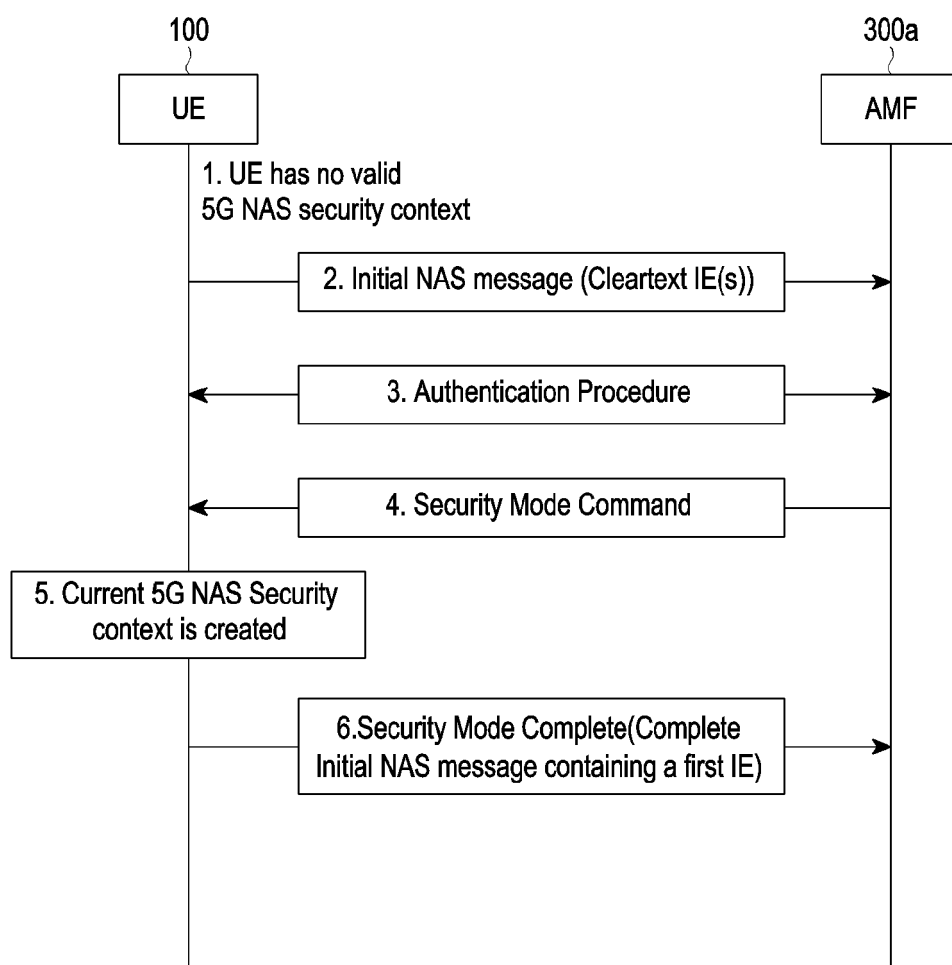 100
300a
UE
AMF
1. UE has no valid
5G NAS security context
2. Initial NAS message (Cleartext IE(s))
3. Authentication Procedure
4. Security Mode Command
5. Current 5G NAS Security
context is created
6.Security Mode Complete(Complete
Initial NAS message containing a first IE)